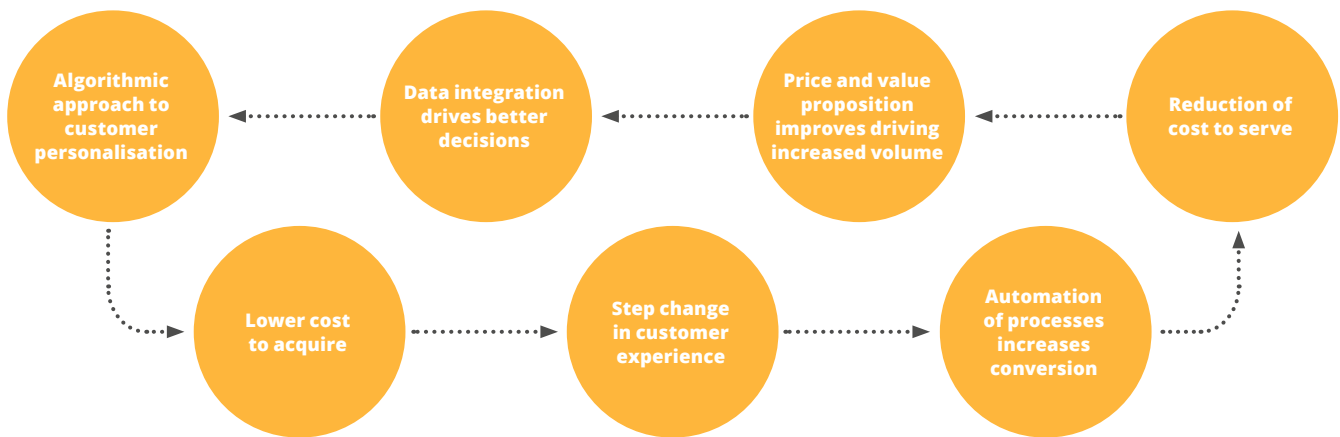 Algorithmic
approach to
customer
personalisation
Data integration
drives better
decisions
Price and value
proposition
improves driving
increased volume
Reduction of
cost to serve
Lower cost
to acquire
Step change
in customer
experience
Automation
of processes
increases
conversion